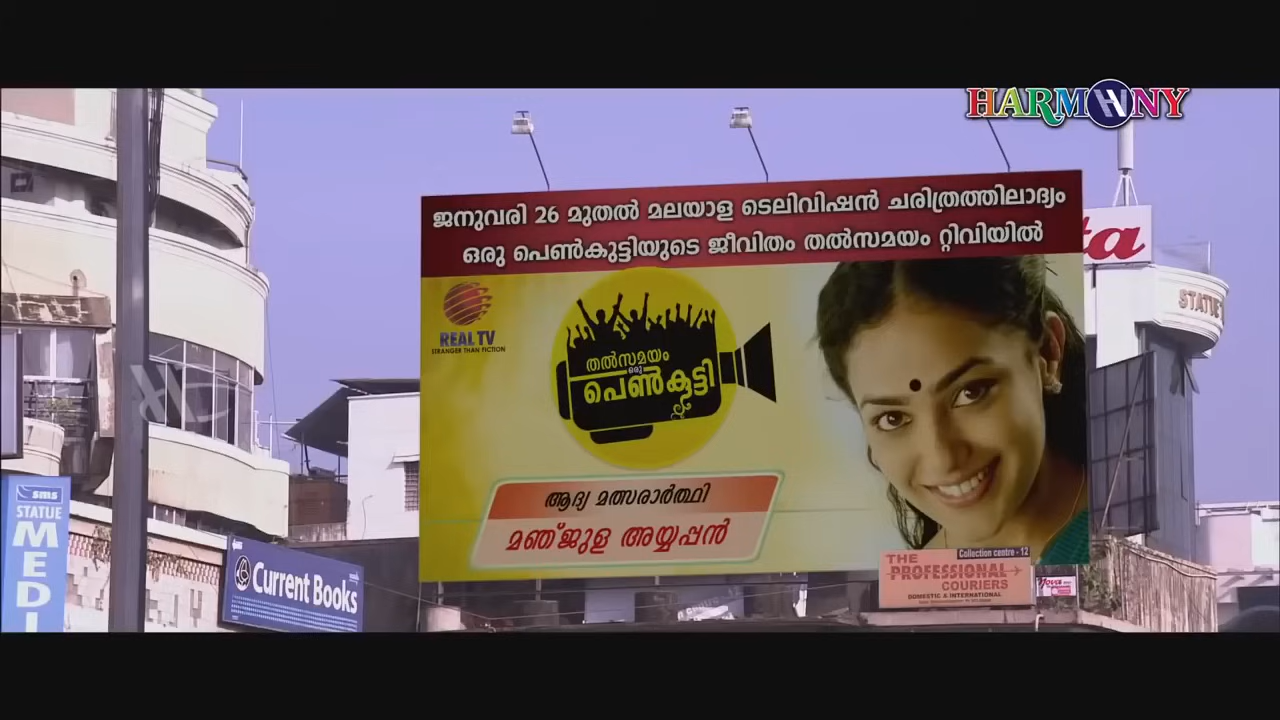 HARMONY
ജനുവരി 26 മുതൽ മലയാള ടെലിവിഷൻ ചരിത്രത്തിലാദ്യം
ഒരു പെൺകുട്ടിയുടെ ജീവിതം തൽസമയം റ്റിവിയിൽ
REAL TV
STRANGER THAN FICTION
തൽസമയം
ഒരു
പെൺകുട്ടി
ആദ്യ മത്സരാർത്ഥി
മഞ്ജുള അയ്യപ്പൻ
ta
STATUE
sms
STATUE
MEDI
Current Books
Collection centre - 12
THE
PROFESSIONAL
COURIERS
DOMESTIC & INTERNATIONAL